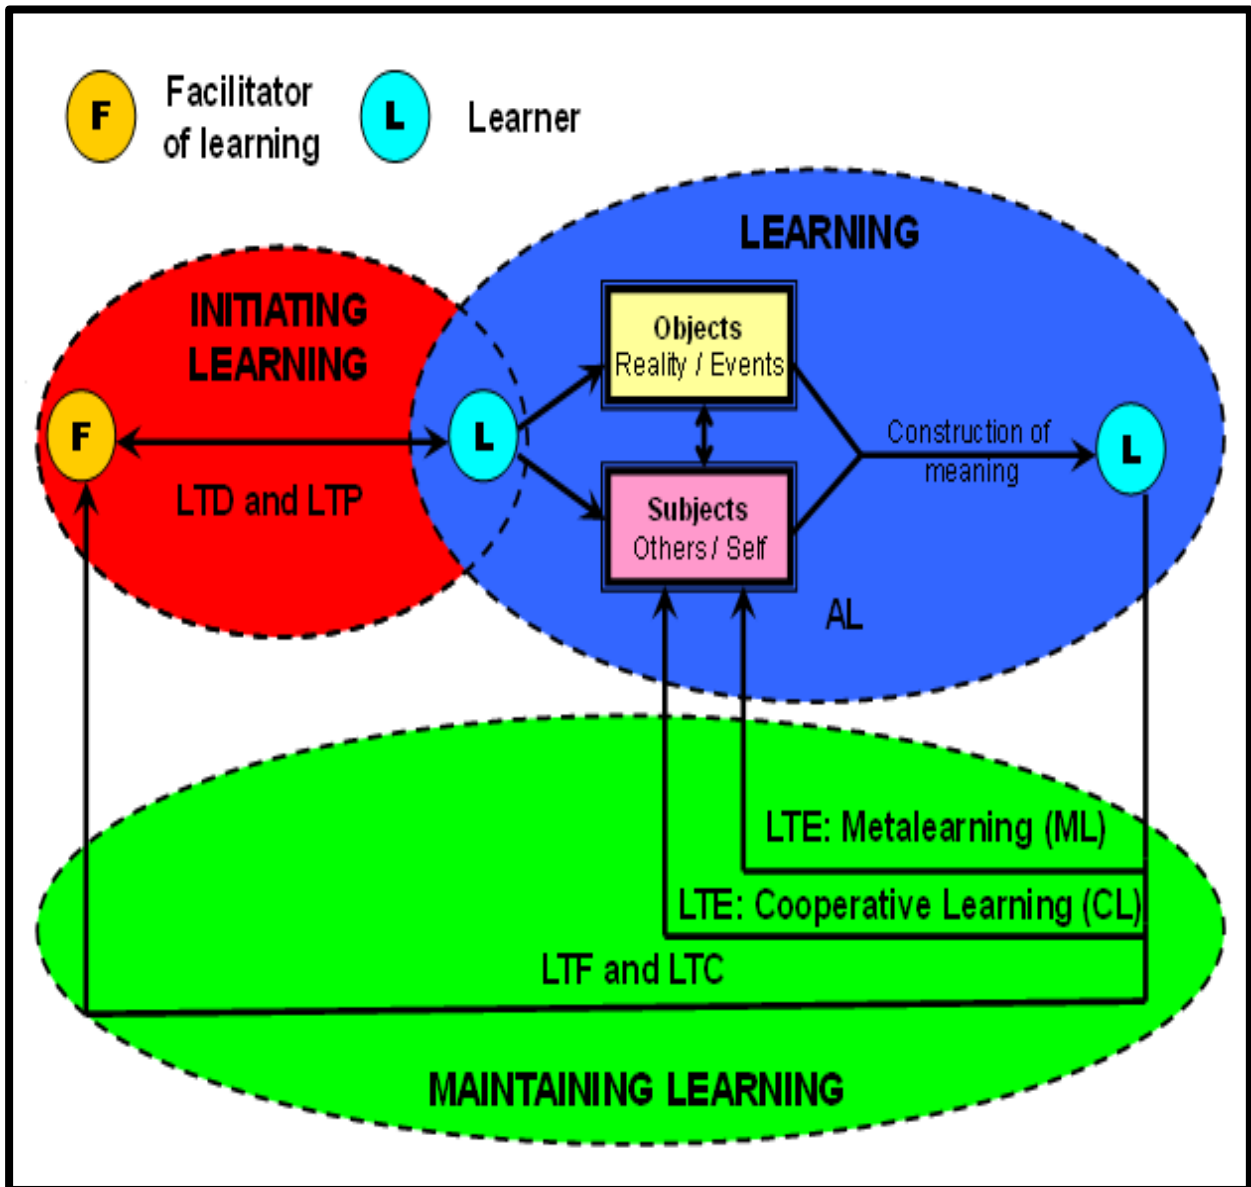 F
Facilitator
of learning
L
Learner
LEARNING
INITIATING
LEARNING
Objects
Reality / Events
F
L
Construction of
meaning
L
LTD and LTP
Subjects
Others / Self
AL
LTE: Metalearning (ML)
LTE: Cooperative Learning (CL)
LTF and LTC
MAINTAINING LEARNING